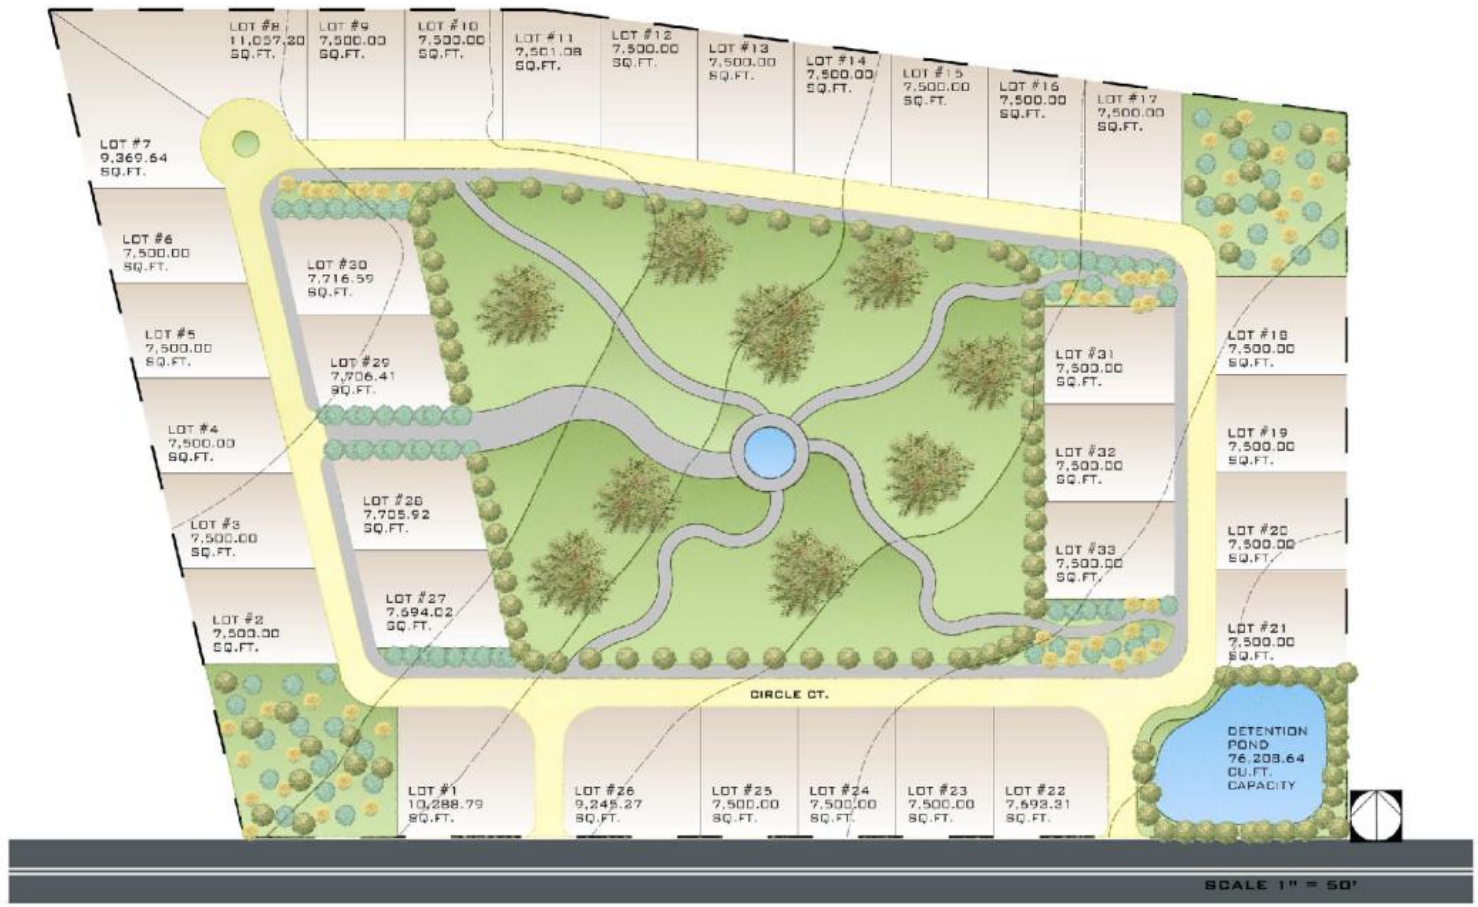 LOT #8
11,057.20
SQ.FT.
LOT #9
7,500.00
SQ.FT.
LOT #10
7,500.00
SQ.FT.
LOT #11
7,501.08
SQ.FT.
LOT #12
7,500.00
SQ.FT.
LOT #13
7,500.00
SQ.FT.
LOT #14
7,500.00
SQ.FT.
LOT #15
7,500.00
SQ.FT.
LOT #16
7,500.00
SQ.FT.
LOT #17
7,500.00
SQ.FT.
LOT #7
9,369.64
SQ.FT.
LOT #6
7,500.00
SQ.FT.
LOT #5
7,500.00
SQ.FT.
LOT #4
7,500.00
SQ.FT.
LOT #3
7,500.00
SQ.FT.
LOT #2
7,500.00
SQ.FT.
LOT #30
7,716.59
SQ.FT.
LOT #29
7,706.41
SQ.FT.
LOT #28
7,705.92
SQ.FT.
LOT #27
7,694.02
SQ.FT.
LOT #31
7,500.00
SQ.FT.
LOT #32
7,500.00
SQ.FT.
LOT #33
7,500.00
SQ.FT.
LOT #18
7,500.00
SQ.FT.
LOT #19
7,500.00
SQ.FT.
LOT #20
7,500.00
SQ.FT.
LOT #21
7,500.00
SQ.FT.
CIRCLE CT.
LOT #1
10,288.79
SQ.FT.
LOT #26
9,245.27
SQ.FT.
LOT #25
7,500.00
SQ.FT.
LOT #24
7,500.00
SQ.FT.
LOT #23
7,500.00
SQ.FT.
LOT #22
7,693.31
SQ.FT.
DETENTION
POND
76,208.64
CU.FT.
CAPACITY
SCALE 1" = 50'